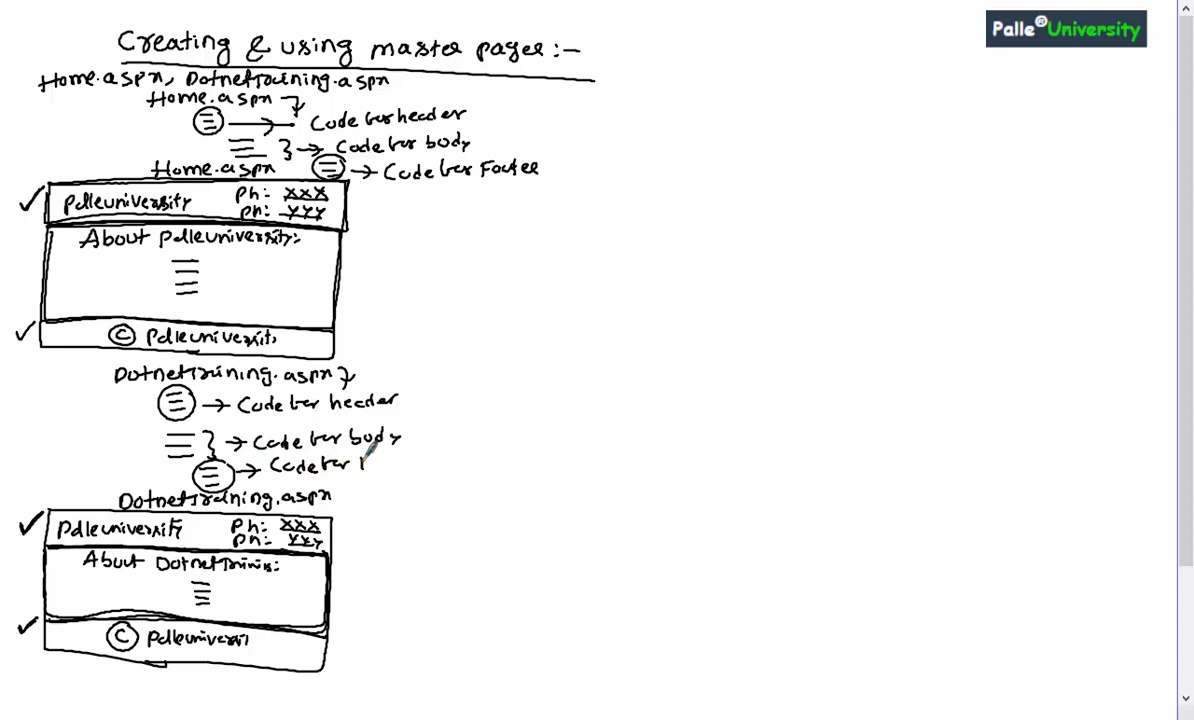 Palle®University
Creating & using master pages :-
Home.aspx, DotnetTraining.aspx
Home.aspx
Code for header
Code for body
Home.aspx
Code for Footer
Palleuniversity Ph: XXX
Ph: YYY
About Palleuniversity:
© Palleuniversity
DotnetTraining.aspx
Code for header
Code for body
Code for
DotnetTraining.aspx
Palleuniversity Ph: XXX
Ph: YYY
About DotnetTraining:
© Palleuniversit